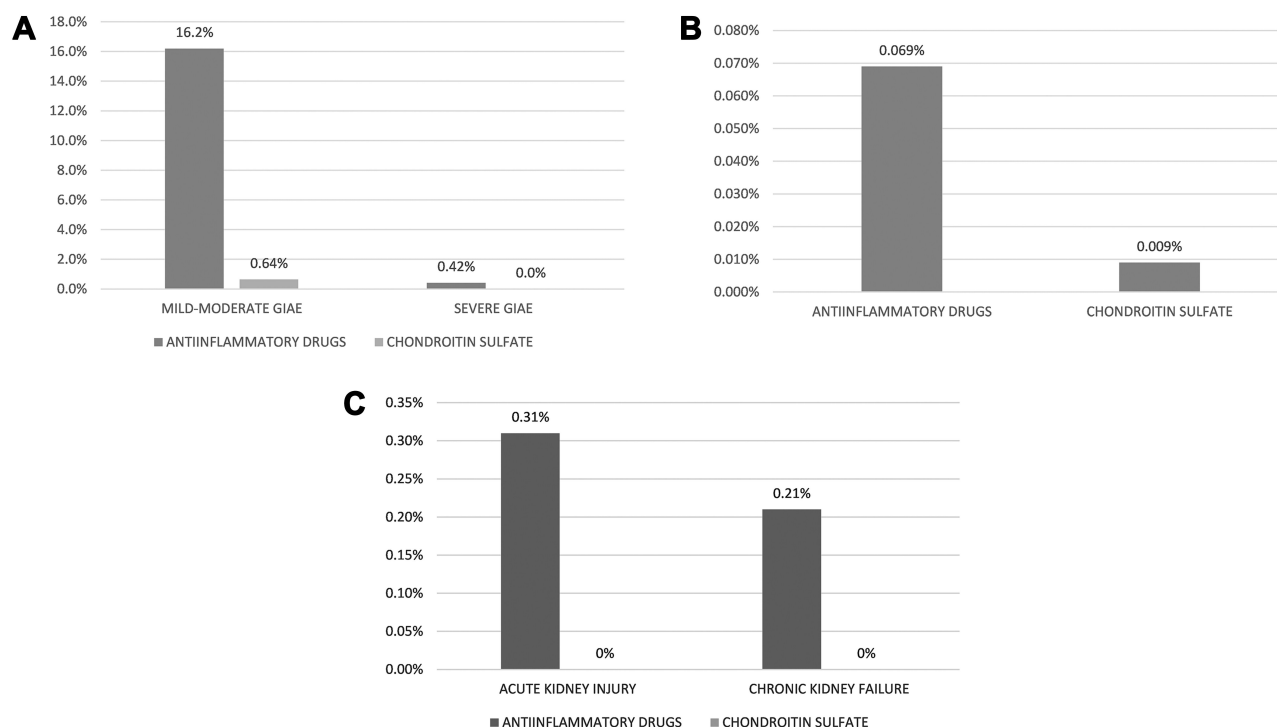 A
18.0%
16.0%
14.0%
12.0%
10.0%
8.0%
6.0%
4.0%
2.0%
0.0%
16.2%
0.64%
0.42%
0.0%
MILD-MODERATE GIAE
SEVERE GIAE
ANTIINFLAMMATORY DRUGS
CHONDROITIN SULFATE
B
0.080%
0.070%
0.060%
0.050%
0.040%
0.030%
0.020%
0.010%
0.000%
0.069%
0.009%
ANTIINFLAMMATORY DRUGS
CHONDROITIN SULFATE
C
0.35%
0.30%
0.25%
0.20%
0.15%
0.10%
0.05%
0.00%
0.31%
0%
0.21%
0%
ACUTE KIDNEY INJURY
CHRONIC KIDNEY FAILURE
ANTIINFLAMMATORY DRUGS
CHONDROITIN SULFATE